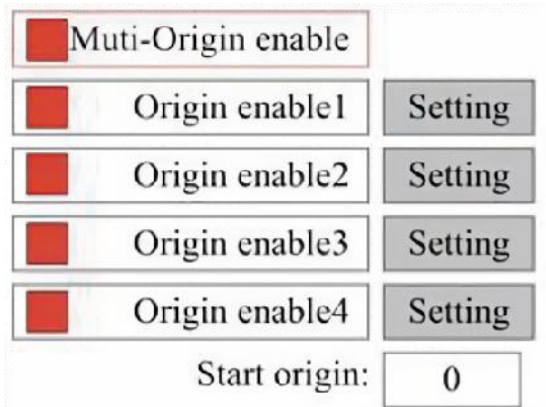 Muti-Origin enable
Origin enable1 Setting
Origin enable2 Setting
Origin enable3 Setting
Origin enable4 Setting
Start origin: 0